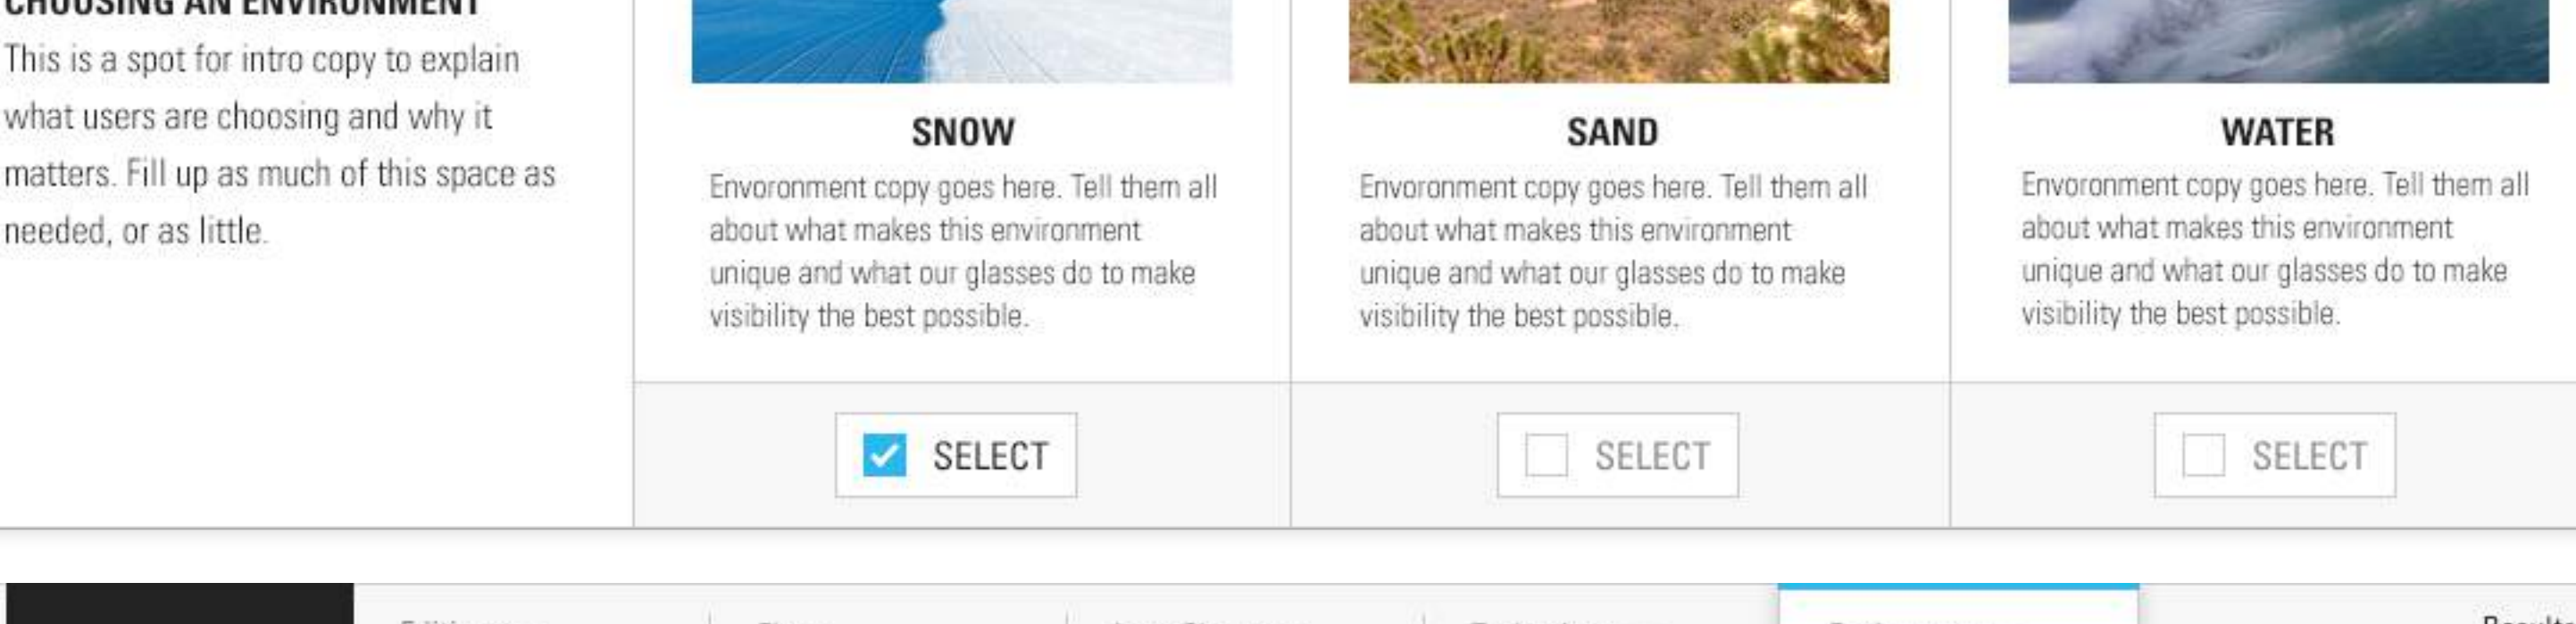 CHOOSING AN ENVIRONMENT
This is a spot for intro copy to explain
what users are choosing and why it
matters. Fill up as much of this space as
needed, or as little.
SNOW
Envoronment copy goes here. Tell them all
about what makes this environment
unique and what our glasses do to make
visibility the best possible.
SELECT
SAND
Envoronment copy goes here. Tell them all
about what makes this environment
unique and what our glasses do to make
visibility the best possible.
SELECT
WATER
Envoronment copy goes here. Tell them all
about what makes this environment
unique and what our glasses do to make
visibility the best possible.
SELECT